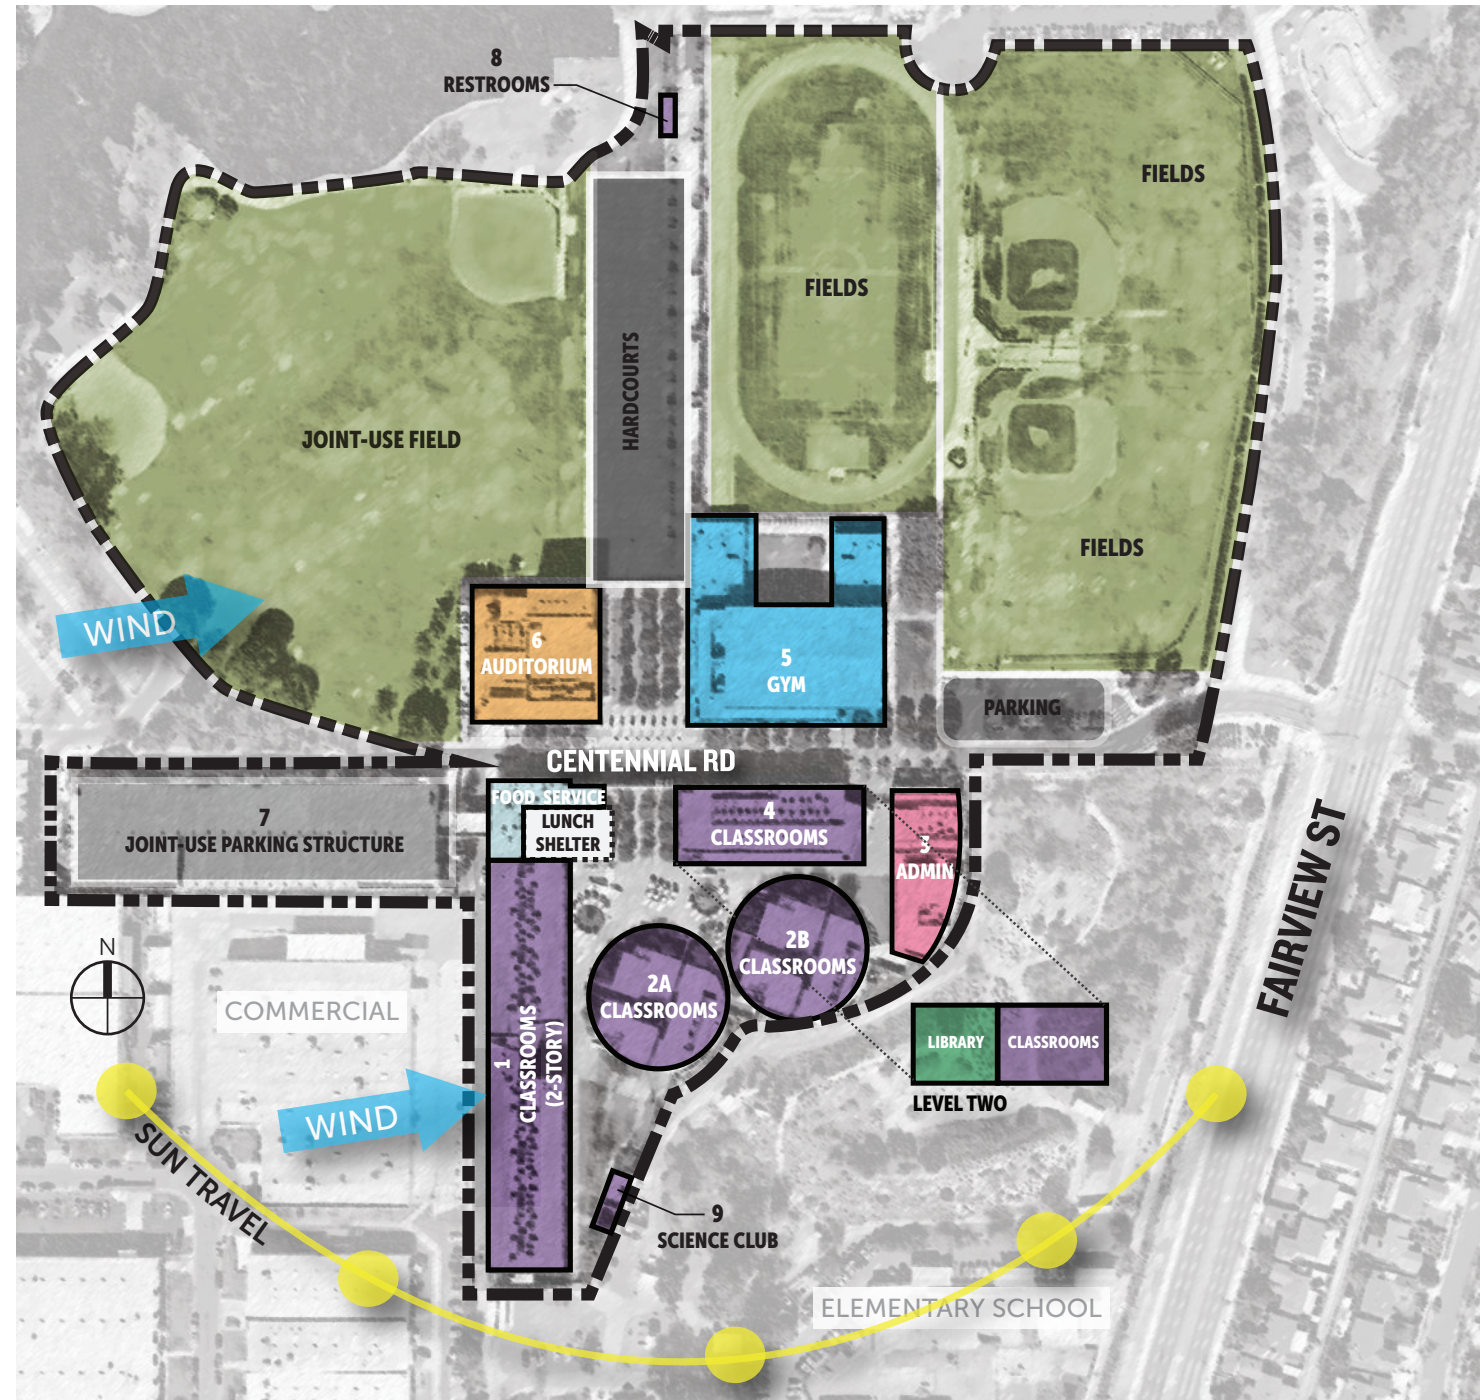 8
RESTROOMS
FIELDS
FIELDS
HARDCOURTS
JOINT-USE FIELD
FIELDS
WIND
6
AUDITORIUM
5
GYM
PARKING
CENTENNIAL RD
FOOD SERVICE
LUNCH
SHELTER
4
CLASSROOMS
7
JOINT-USE PARKING STRUCTURE
3
ADMIN
FAIRVIEW ST
2B
CLASSROOMS
2A
CLASSROOMS
N
COMMERCIAL
1
CLASSROOMS
(2-STORY)
LIBRARY
CLASSROOMS
LEVEL TWO
WIND
SUN TRAVEL
9
SCIENCE CLUB
ELEMENTARY SCHOOL